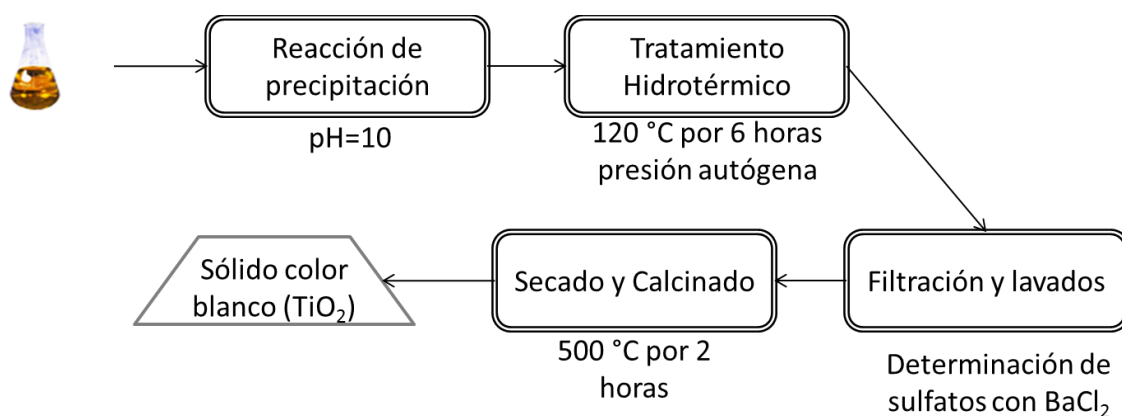 Reacción de
precipitación
pH=10
Tratamiento
Hidrotérmico
120 °C por 6 horas
presión autógena
Filtración y lavados
Determinación de
sulfatos con BaCl₂
Secado y Calcinado
500 °C por 2
horas
Sólido color
blanco (TiO₂)